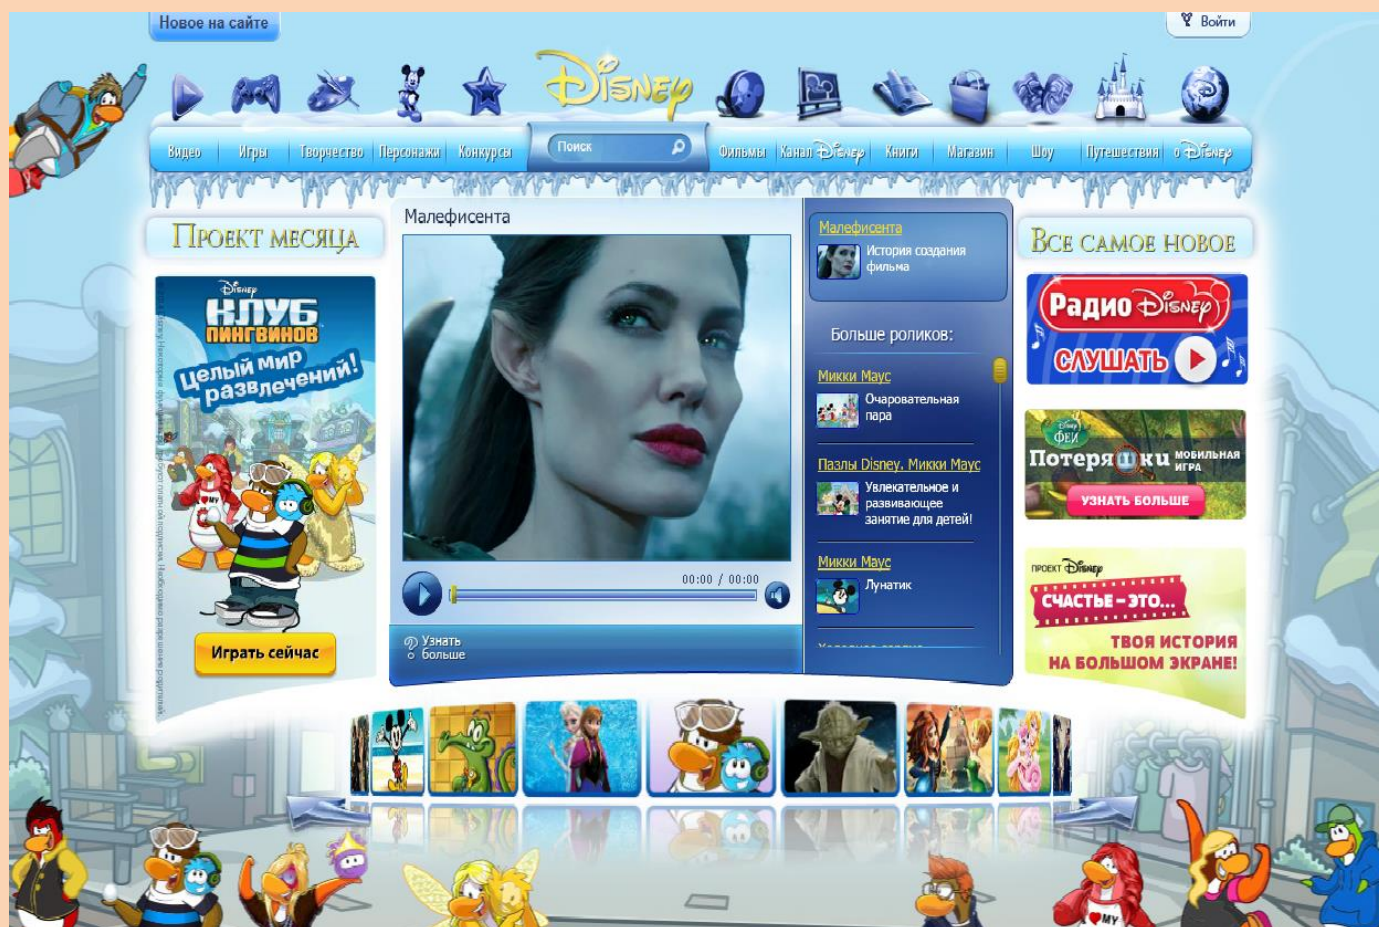 Новое на сайте
Войти
Disney
Видео
Игры
Творчество
Персонажи
Конкурсы
Поиск
Фильмы
Канал Disney
Книги
Магазин
Шоу
Путешествия
о Disney
Проект месяца
Disney
КЛУБ
ПИНГВИНОВ
Целый мир
развлечений!
Играть сейчас
Малефисента
00:00 / 00:00
Узнать
больше
Малефисента
История создания
фильма
Больше роликов:
Микки Маус
Очаровательная
пара
Пазлы Disney. Микки Маус
Увлекательное и
развивающее
занятие для детей!
Микки Маус
Лунатик
Все самое новое
Радио Disney
СЛУШАТЬ
Disney
ФЕИ
Потеряшки
МОБИЛЬНАЯ
ИГРА
УЗНАТЬ БОЛЬШЕ
ПРОЕКТ Disney
СЧАСТЬЕ – ЭТО...
ТВОЯ ИСТОРИЯ
НА БОЛЬШОМ ЭКРАНЕ!
I MY